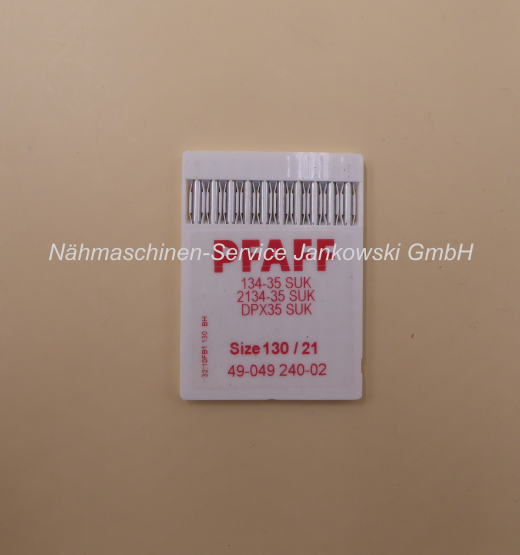 Nähmaschinen-Service Jankowski GmbH
PFAFF
134-35 SUK
2134-35 SUK
DPX35 SUK
Size 130 / 21
49-049 240-02